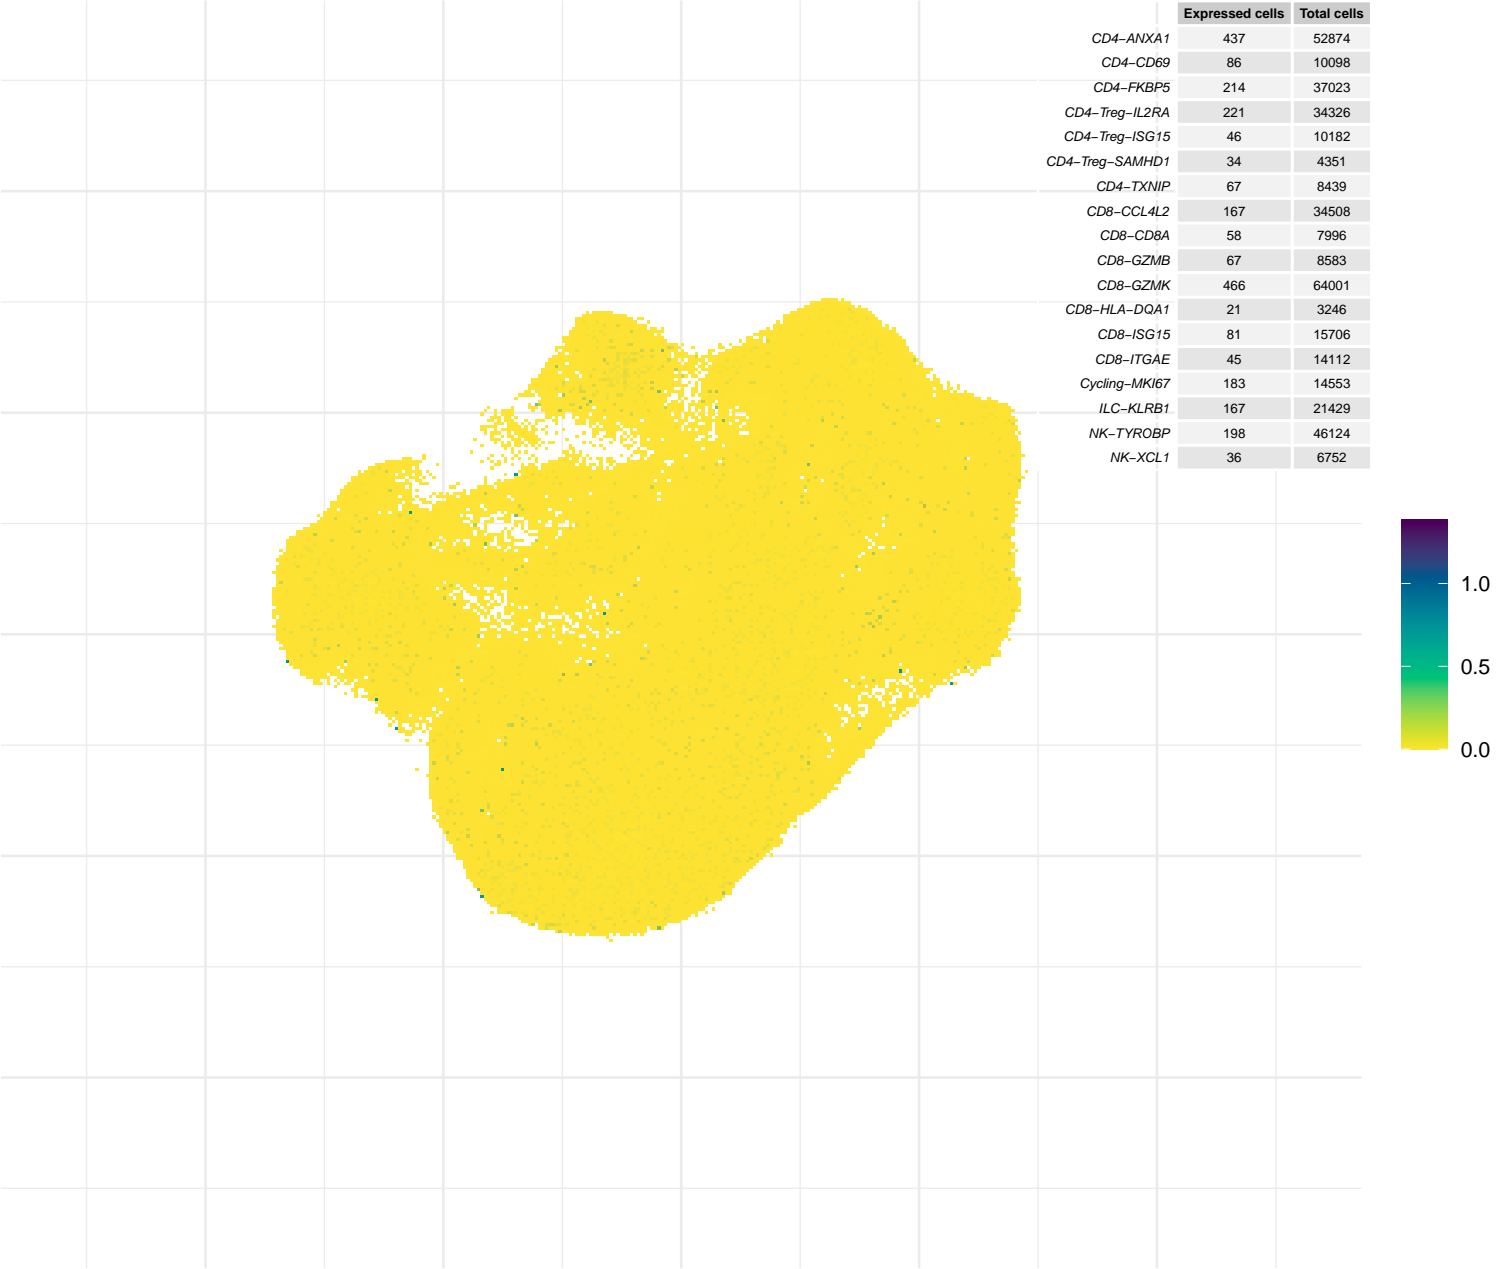 Expressed cells Total cells
CD4−ANXA1 437 52874
CD4−CD69 86 10098
CD4−FKBP5 214 37023
CD4−Treg−IL2RA 221 34326
CD4−Treg−ISG15 46 10182
CD4−Treg−SAMHD1 34 4351
CD4−TXNIP 67 8439
CD8−CCL4L2 167 34508
CD8−CD8A 58 7996
CD8−GZMB 67 8583
CD8−GZMK 466 64001
CD8−HLA−DQA1 21 3246
CD8−ISG15 81 15706
CD8−ITGAE 45 14112
Cycling−MKI67 183 14553
ILC−KLRB1 167 21429
NK−TYROBP 198 46124
NK−XCL1 36 6752
1.0
0.5
0.0